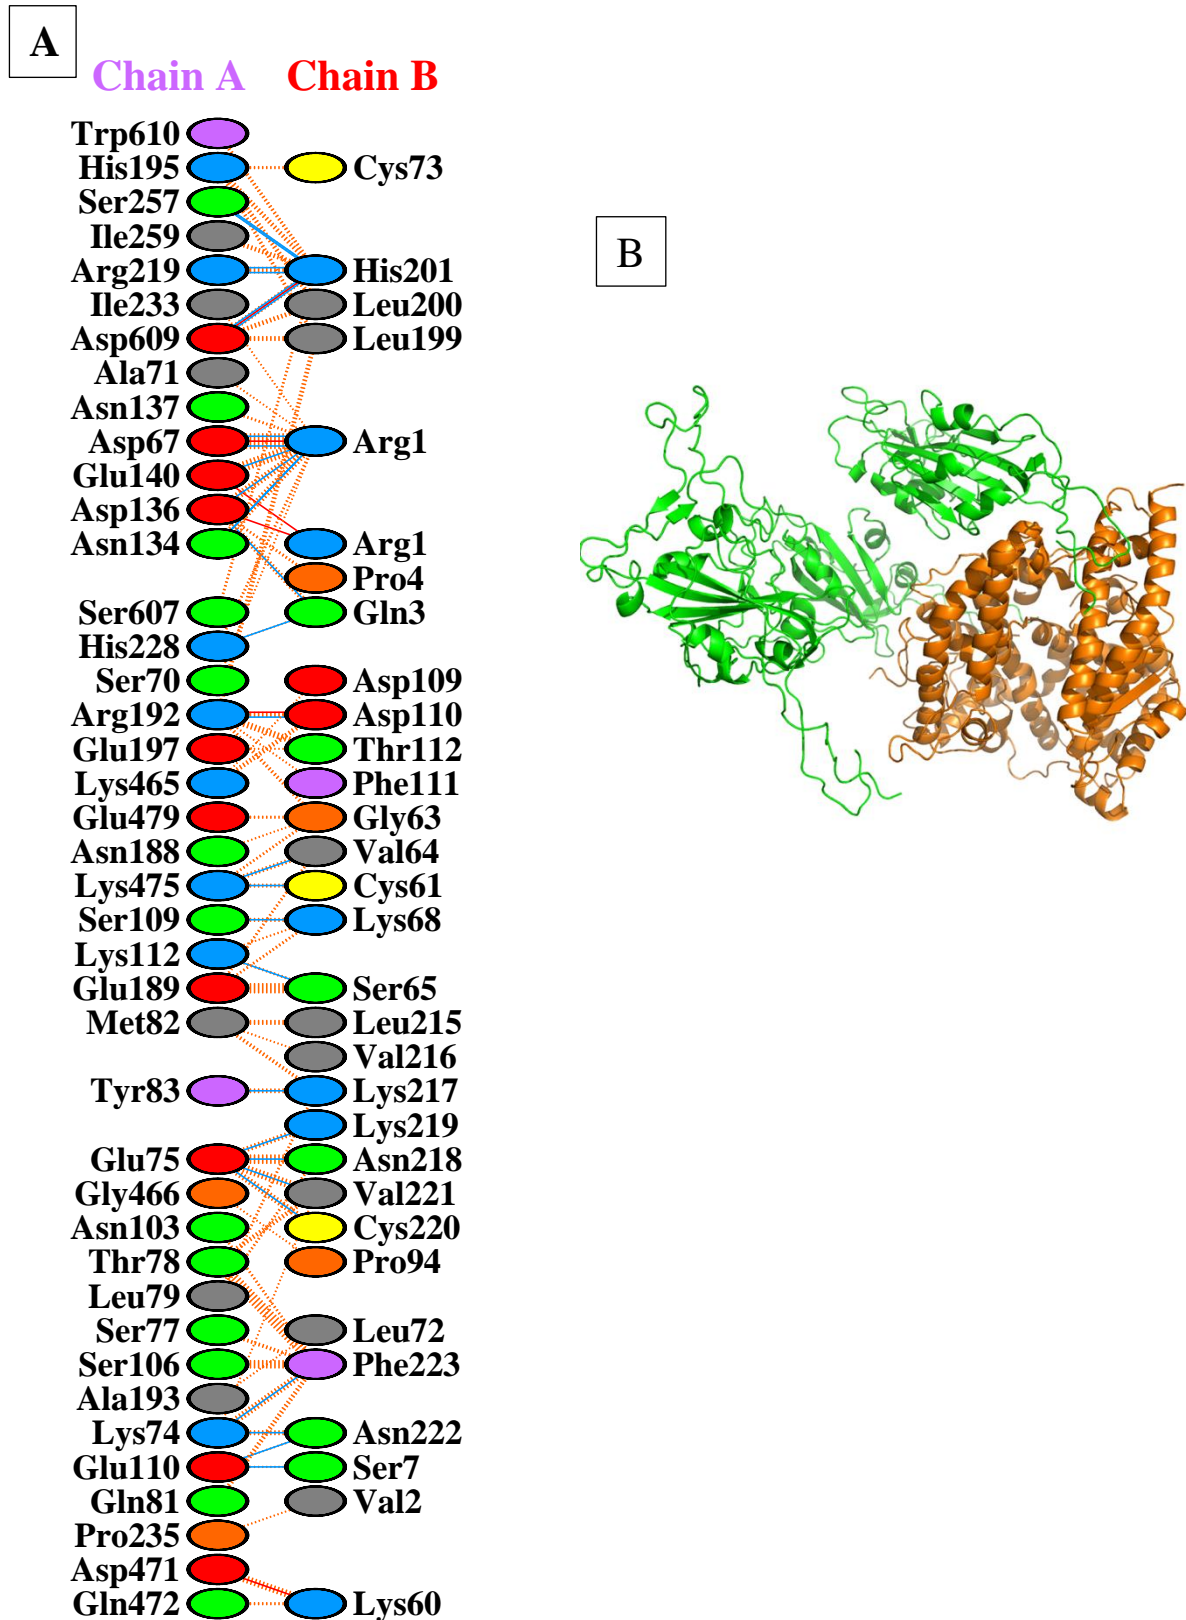 A
Chain A Chain B
Trp610
His195 Cys73
Ser257
Ile259
Arg219 His201
Ile233 Leu200
Asp609 Leu199
Ala71
Asn137
Asp67 Arg1
Glu140
Asp136
Asn134 Arg1
Pro4
Ser607 Gln3
His228
Ser70 Asp109
Arg192 Asp110
Glu197 Thr112
Lys465 Phe111
Glu479 Gly63
Asn188 Val64
Lys475 Cys61
Ser109 Lys68
Lys112
Glu189 Ser65
Met82 Leu215
Val216
Tyr83 Lys217
Lys219
Glu75 Asn218
Gly466 Val221
Asn103 Cys220
Thr78 Pro94
Leu79
Ser77 Leu72
Ser106 Phe223
Ala193
Lys74 Asn222
Glu110 Ser7
Gln81 Val2
Pro235
Asp471
Gln472 Lys60
B